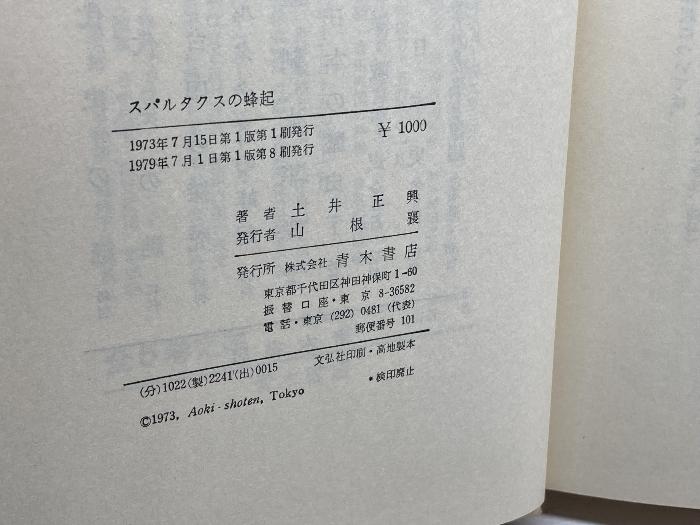 スパルタクスの蜂起
1973年7月15日第1版第1刷発行
1979年7月1日第1版第8刷発行
¥1000
著者 土井正興
発行者 山根襄
発行所 株式会社 青木書店
東京都千代田区神田神保町1-60
振替口座・東京 8-36582
電話・東京 (292) 0481 (代表)
郵便番号 101
(分)1022(製)2241(出)0015
文弘社印刷・高地製本
©1973, Aoki-shoten, Tokyo
*検印廃止